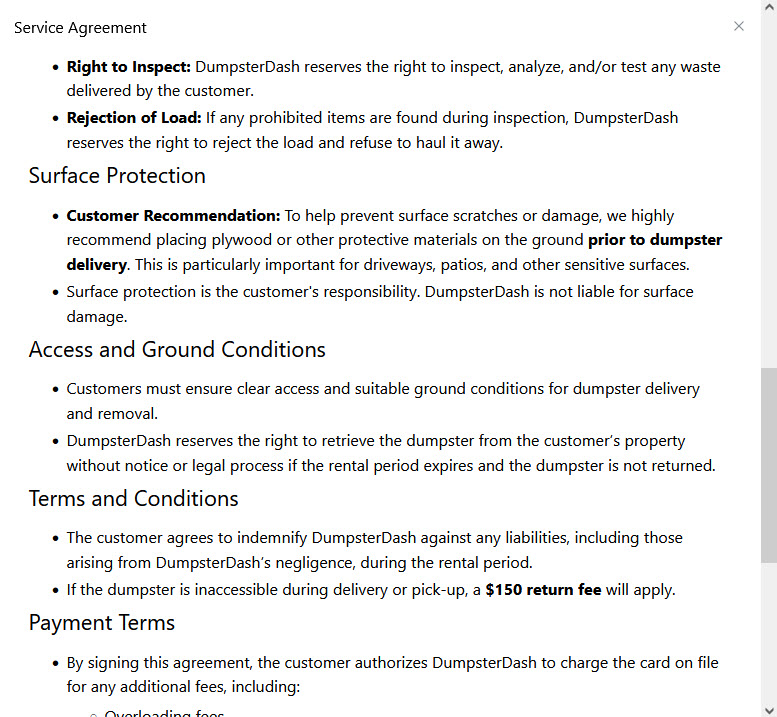 Service Agreement
• Right to Inspect: DumpsterDash reserves the right to inspect, analyze, and/or test any waste
delivered by the customer.
• Rejection of Load: If any prohibited items are found during inspection, DumpsterDash
reserves the right to reject the load and refuse to haul it away.
Surface Protection
• Customer Recommendation: To help prevent surface scratches or damage, we highly
recommend placing plywood or other protective materials on the ground prior to dumpster
delivery. This is particularly important for driveways, patios, and other sensitive surfaces.
• Surface protection is the customer's responsibility. DumpsterDash is not liable for surface
damage.
Access and Ground Conditions
• Customers must ensure clear access and suitable ground conditions for dumpster delivery
and removal.
• DumpsterDash reserves the right to retrieve the dumpster from the customer’s property
without notice or legal process if the rental period expires and the dumpster is not returned.
Terms and Conditions
• The customer agrees to indemnify DumpsterDash against any liabilities, including those
arising from DumpsterDash’s negligence, during the rental period.
• If the dumpster is inaccessible during delivery or pick-up, a $150 return fee will apply.
Payment Terms
• By signing this agreement, the customer authorizes DumpsterDash to charge the card on file
for any additional fees, including:
○ Overloading fees